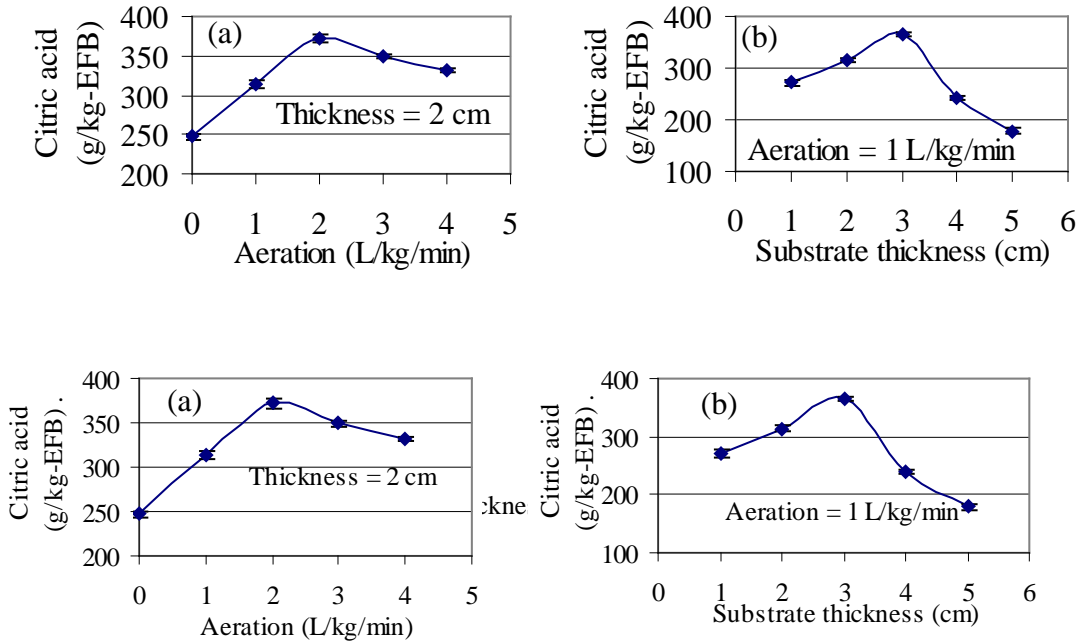 Citric acid
(g/kg-EFB)
400
350
300
250
200
(a)
Thickness = 2 cm
0 1 2 3 4 5
Aeration (L/kg/min)
Citric acid
(g/kg-EFB)
400
300
200
100
(b)
Aeration = 1 L/kg/min
0 1 2 3 4 5 6
Substrate thickness (cm)
Citric acid
(g/kg-EFB) .
400
350
300
250
200
(a)
Thickness = 2 cm
0 1 2 3 4 5
Aeration (L/kg/min)
Citric acid
(g/kg-EFB) .
400
300
200
100
(b)
Aeration = 1 L/kg/min
0 1 2 3 4 5 6
Substrate thickness (cm)